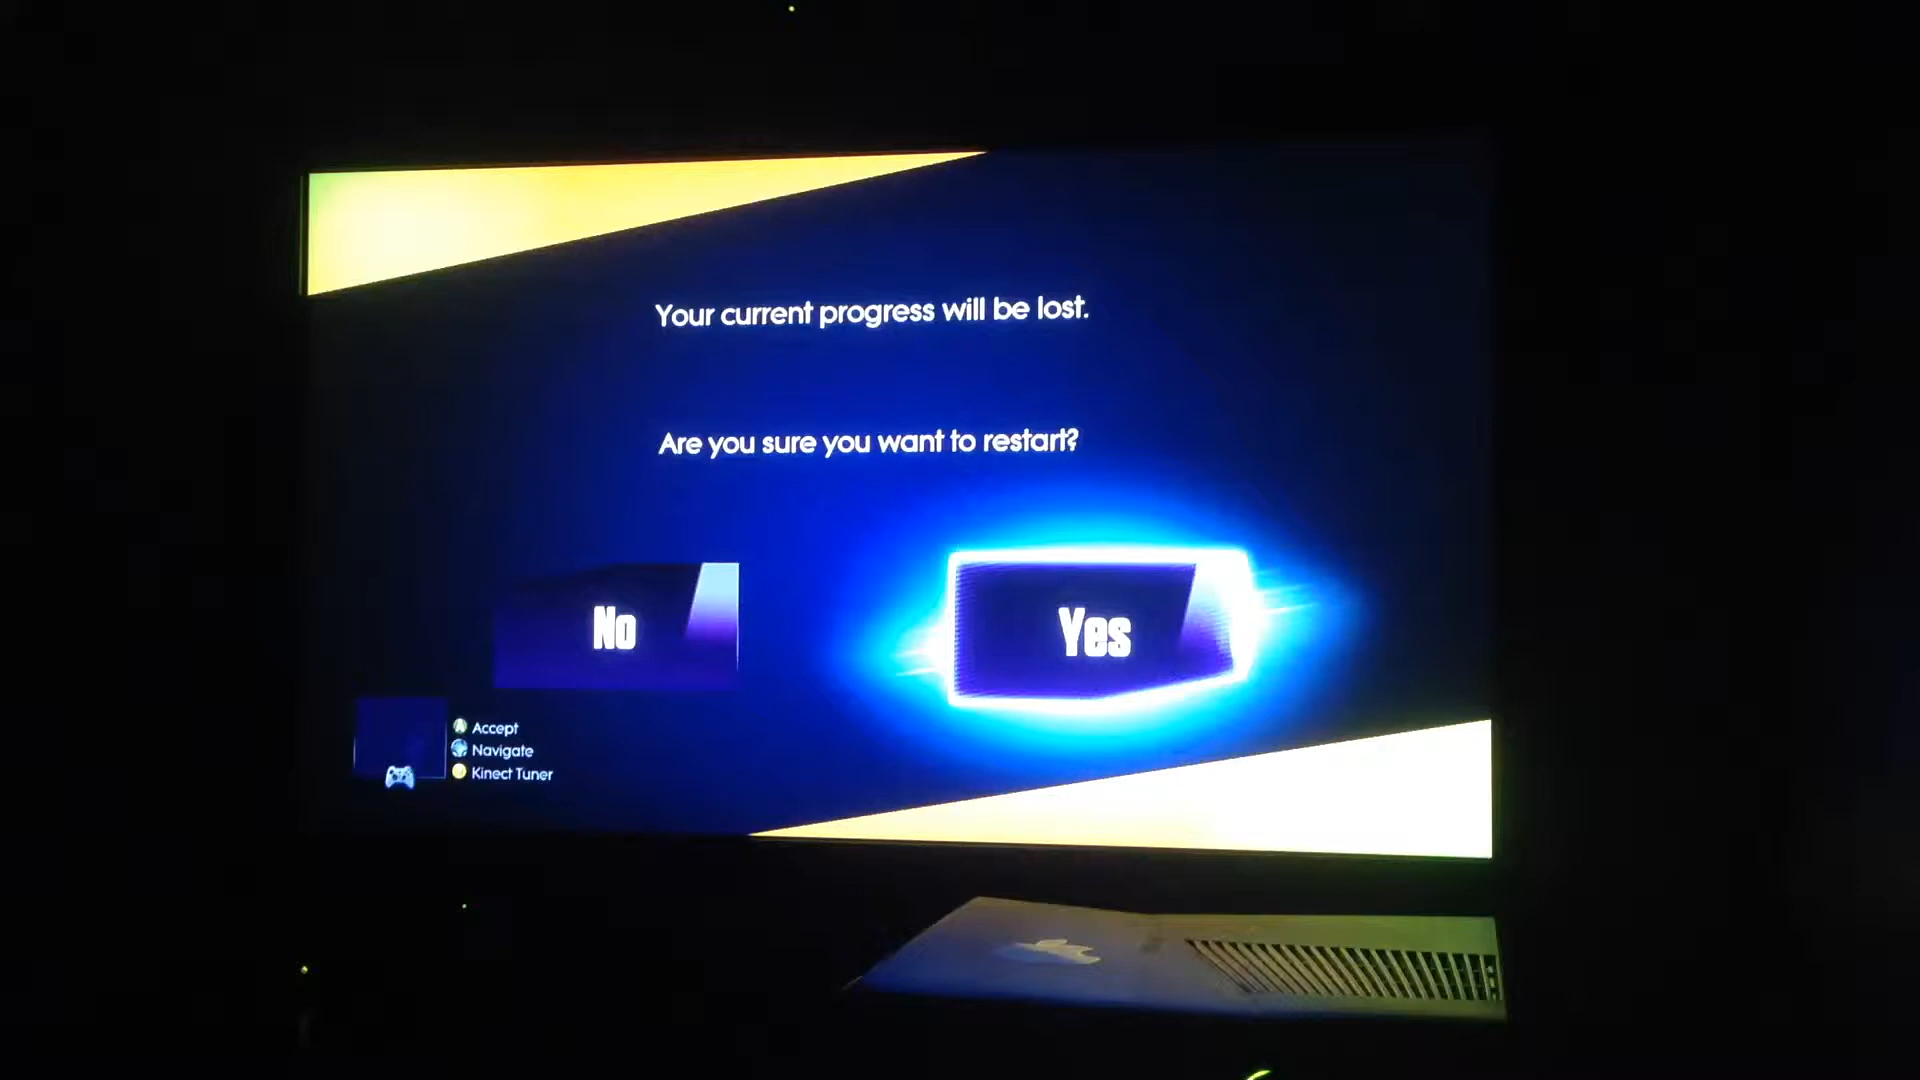 Your current progress will be lost.
Are you sure you want to restart?
No
Yes
A Accept
Navigate
Kinect Tuner